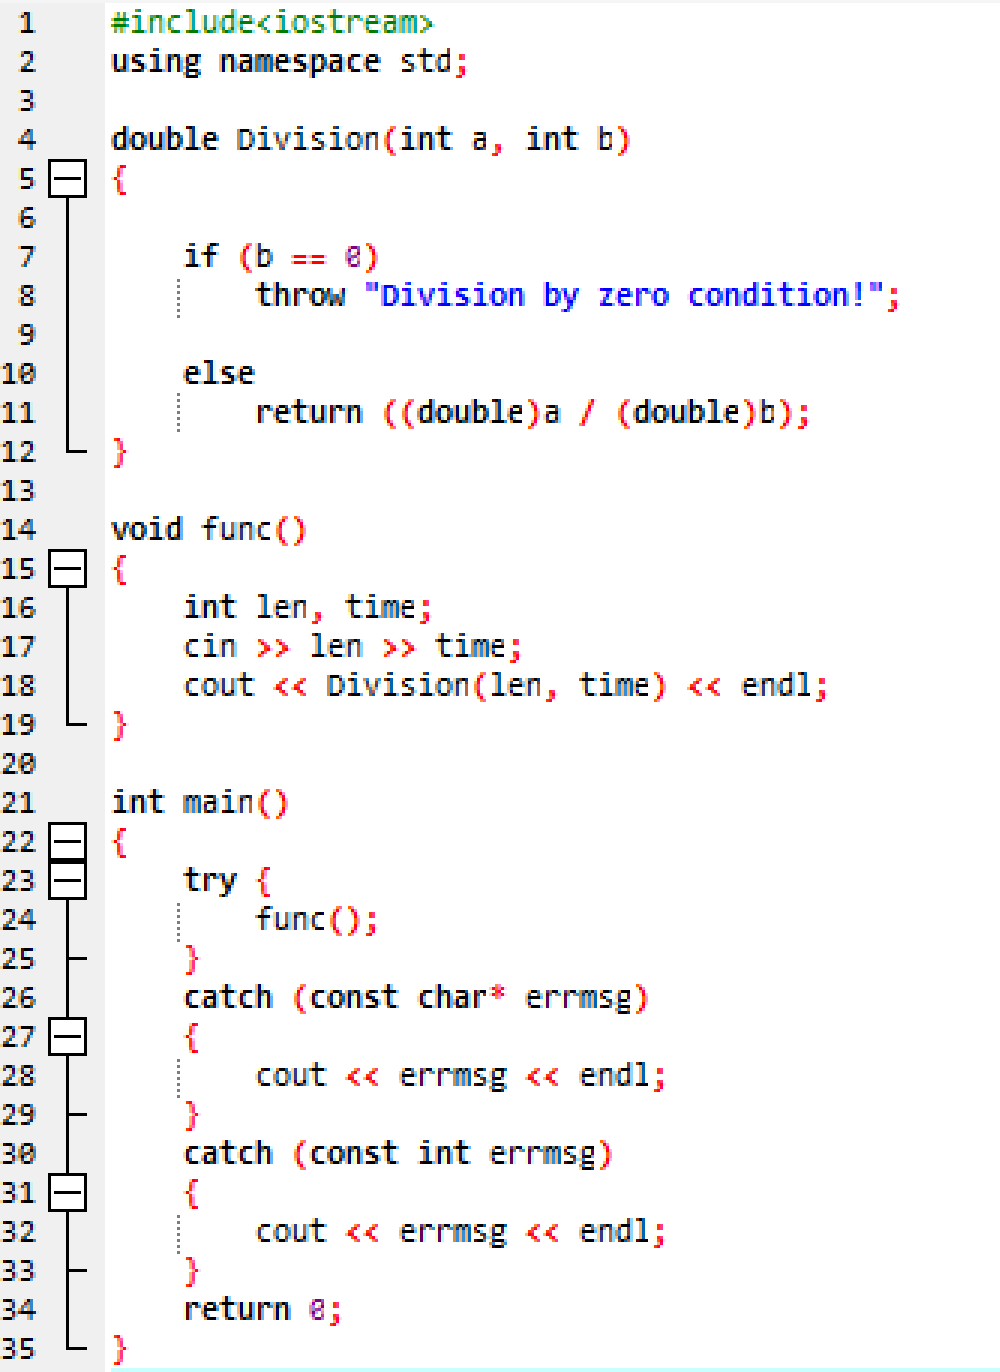 1 #include<iostream>
2 using namespace std;
3
4 double Division(int a, int b)
5 {
6
7 if (b == 0)
8 throw "Division by zero condition!";
9
10 else
11 return ((double)a / (double)b);
12 }
13
14 void func()
15 {
16 int len, time;
17 cin >> len >> time;
18 cout << Division(len, time) << endl;
19 }
20
21 int main()
22 {
23 try {
24 func();
25 }
26 catch (const char* errmsg)
27 {
28 cout << errmsg << endl;
29 }
30 catch (const int errmsg)
31 {
32 cout << errmsg << endl;
33 }
34 return 0;
35 }